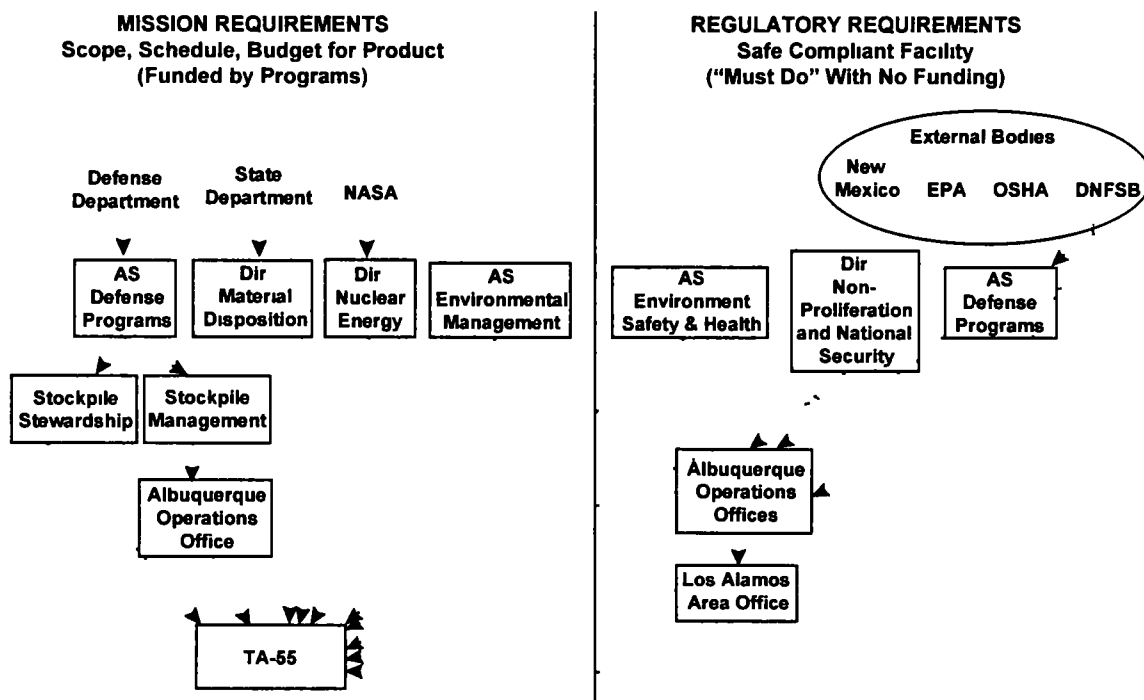 MISSION REQUIREMENTS
Scope, Schedule, Budget for Product
(Funded by Programs)
Defense
Department
State
Department
NASA
AS
Defense
Programs
Dir
Material
Disposition
Dir
Nuclear
Energy
AS
Environmental
Management
Stockpile
Stewardship
Stockpile
Management
Albuquerque
Operations
Office
TA-55
REGULATORY REQUIREMENTS
Safe Compliant Facility
("Must Do" With No Funding)
External Bodies
New
Mexico
EPA
OSHA
DNFSB
AS
Environment
Safety & Health
Dir
Non-
Proliferation
and National
Security
AS
Defense
Programs
Albuquerque
Operations
Offices
Los Alamos
Area Office